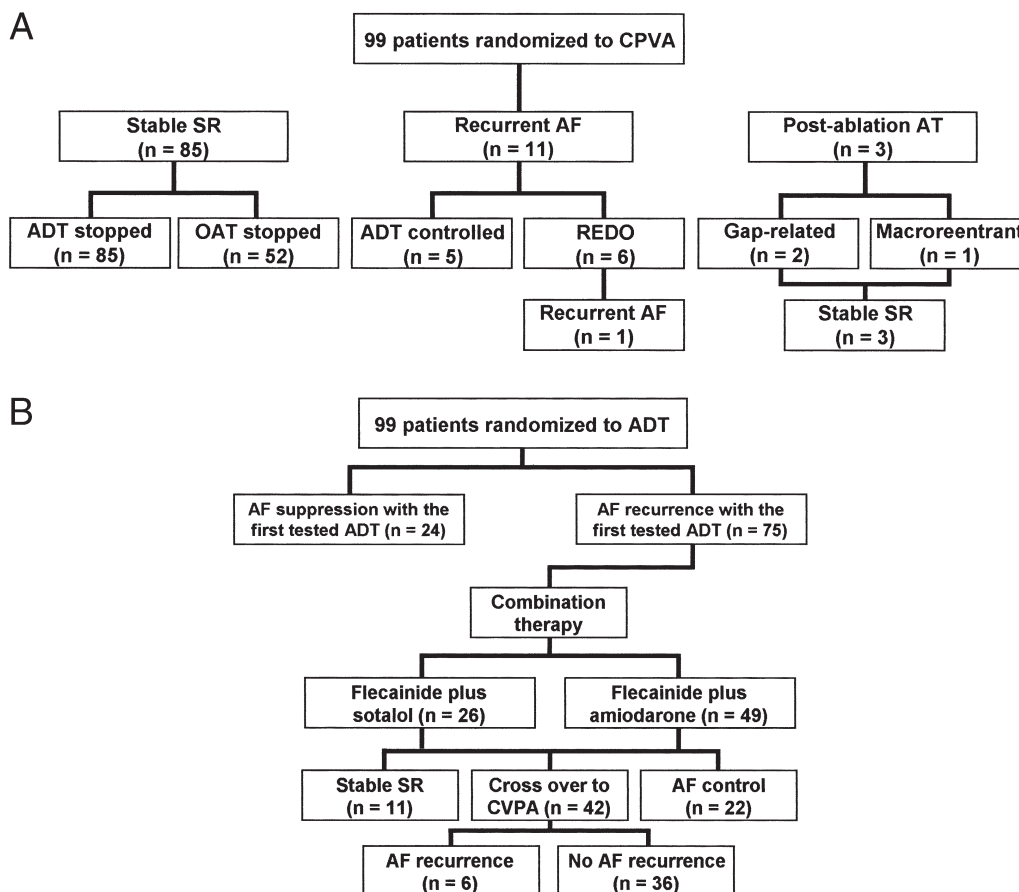 A
99 patients randomized to CPVA
Stable SR
(n = 85)
Recurrent AF
(n = 11)
Post-ablation AT
(n = 3)
ADT stopped
(n = 85)
OAT stopped
(n = 52)
ADT controlled
(n = 5)
REDO
(n = 6)
Gap-related
(n = 2)
Macroreentrant
(n = 1)
Recurrent AF
(n = 1)
Stable SR
(n = 3)
B
99 patients randomized to ADT
AF suppression with the
first tested ADT (n = 24)
AF recurrence with the
first tested ADT (n = 75)
Combination
therapy
Flecainide plus
sotalol (n = 26)
Flecainide plus
amiodarone (n = 49)
Stable SR
(n = 11)
Cross over to
CVPA (n = 42)
AF control
(n = 22)
AF recurrence
(n = 6)
No AF recurrence
(n = 36)